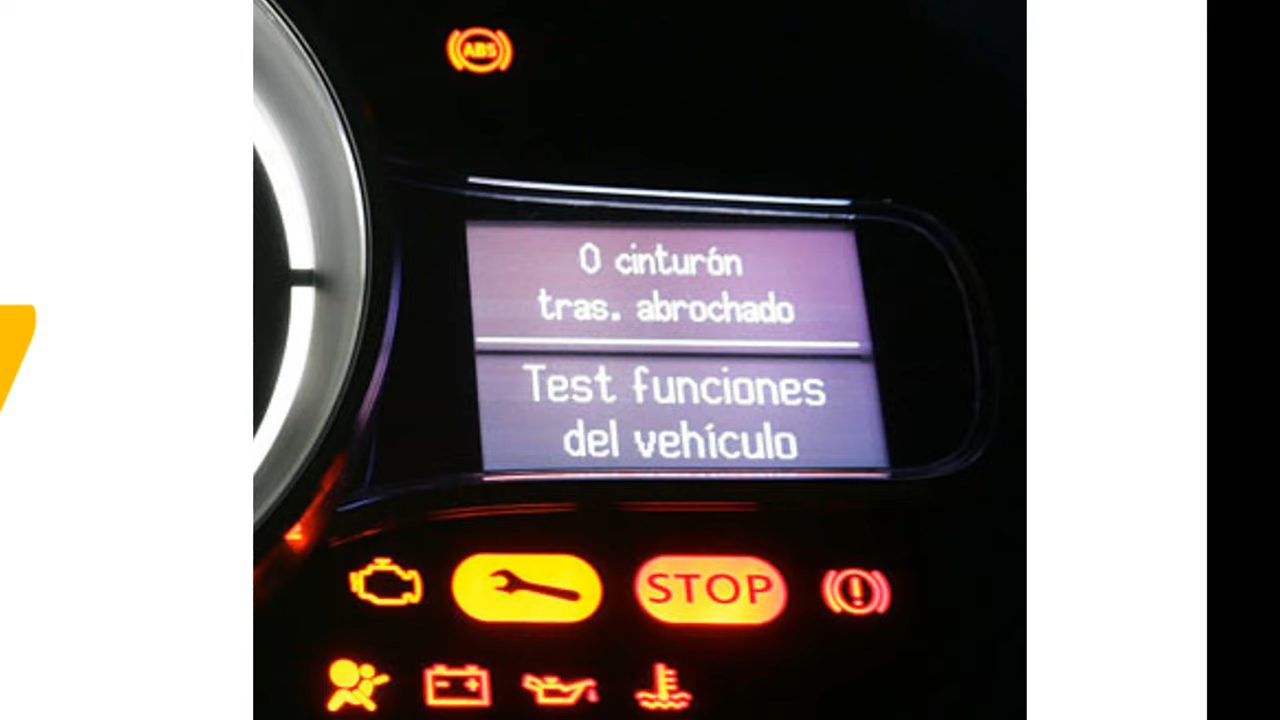 ABS
0 cinturón
tras. abrochado
Test funciones
del vehículo
STOP